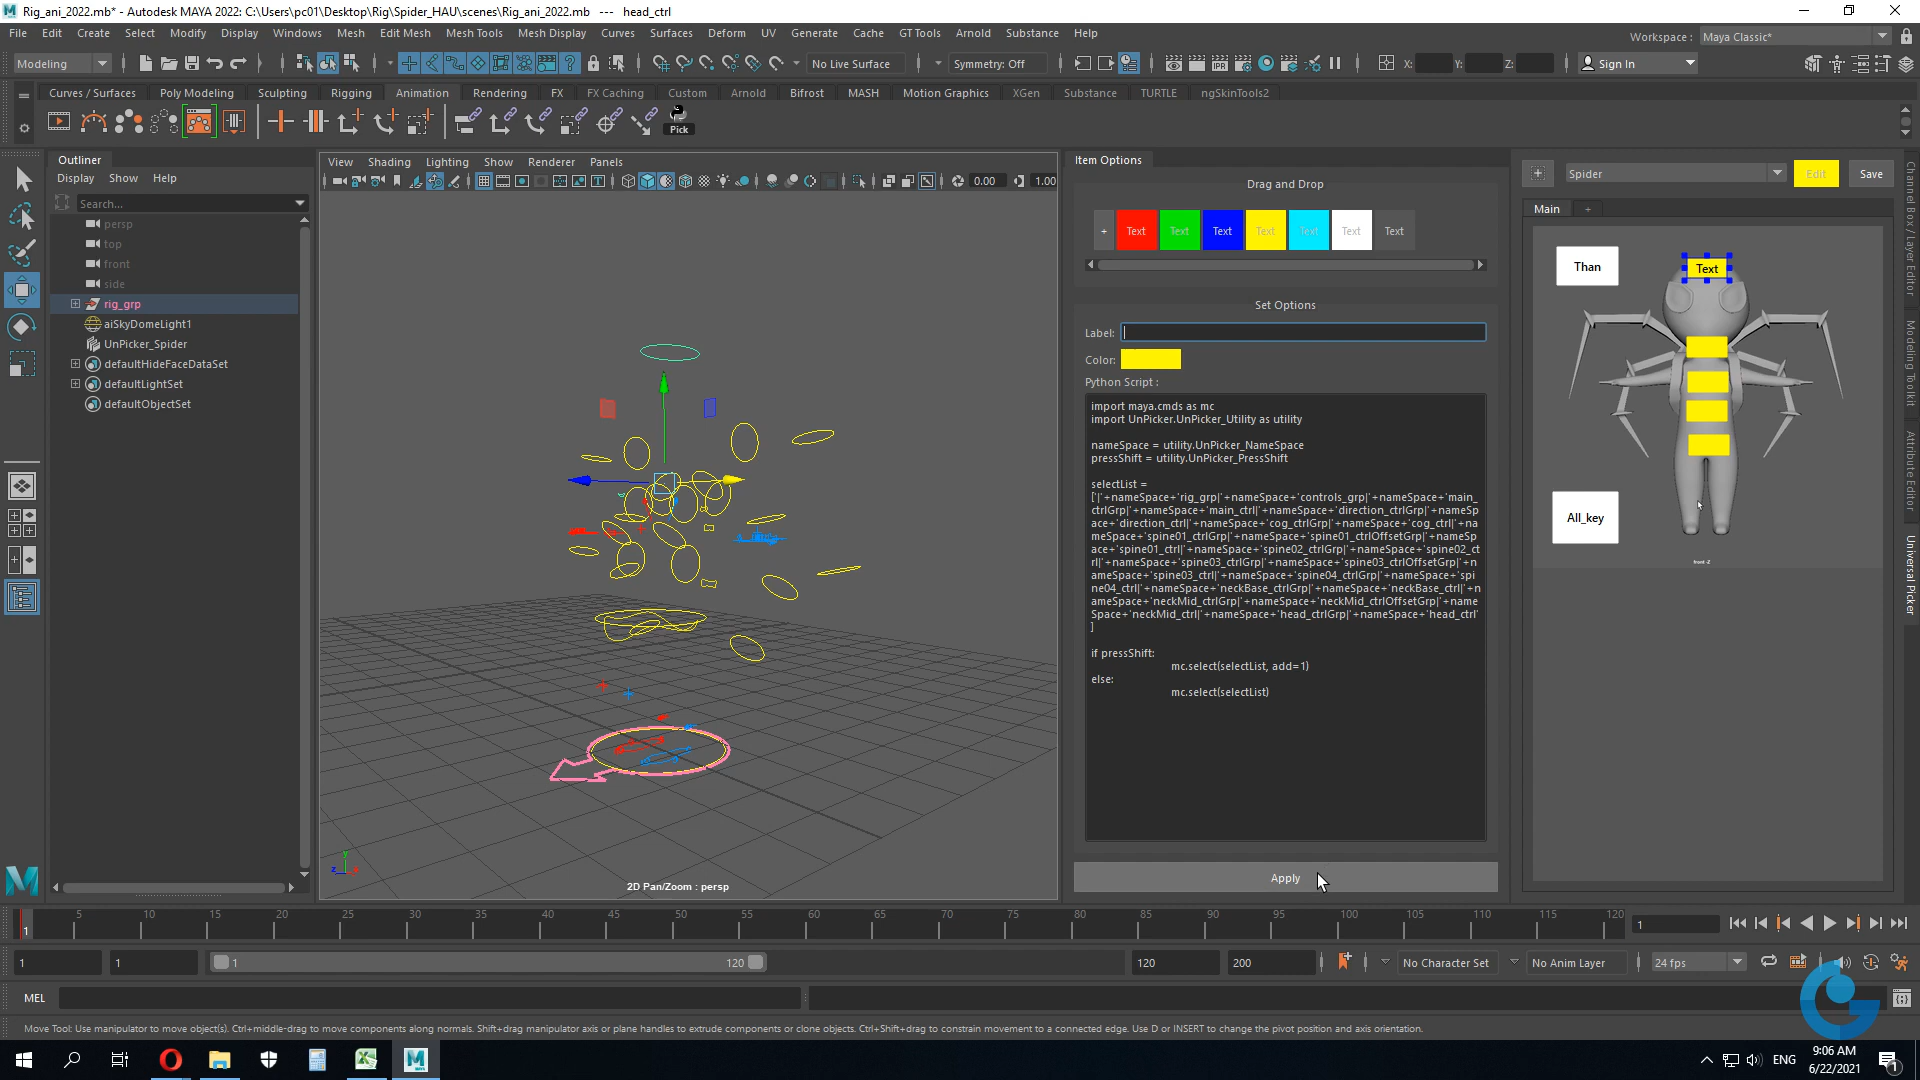 Rig_ani_2022.mb* - Autodesk MAYA 2022: C:\Users\pc01\Desktop\Rig\Spider_HAU\scenes\Rig_ani_2022.mb --- head_ctrl
File Edit Create Select Modify Display Windows Mesh Edit Mesh Mesh Tools Mesh Display Curves Surfaces Deform UV Generate Cache GT Tools Arnold Substance Help
Workspace : Maya Classic*
Modeling No Live Surface Symmetry: Off X: Y: Z: Sign In
Curves / Surfaces Poly Modeling Sculpting Rigging Animation Rendering FX FX Caching Custom Arnold Bifrost MASH Motion Graphics XGen Substance TURTLE ngSkinTools2
Pick
Outliner
Display Show Help
Search...
persp
top
front
side
rig_grp
aiSkyDomeLight1
UnPicker_Spider
defaultHideFaceDataSet
defaultLightSet
defaultObjectSet
View Shading Lighting Show Renderer Panels
0.00 1.00
2D Pan/Zoom : persp
Item Options
Drag and Drop
+ Text Text Text Text Text Text Text
Set Options
Label:
Color:
Python Script :
import maya.cmds as mc
import UnPicker.UnPicker_Utility as utility
nameSpace = utility.UnPicker_NameSpace
pressShift = utility.UnPicker_PressShift
selectList =
['|'+nameSpace+'rig_grp|'+nameSpace+'controls_grp|'+nameSpace+'main_
ctrlGrp|'+nameSpace+'main_ctrl|'+nameSpace+'direction_ctrlGrp|'+nameSp
ace+'direction_ctrl|'+nameSpace+'cog_ctrlGrp|'+nameSpace+'cog_ctrl|'+na
meSpace+'spine01_ctrlGrp|'+nameSpace+'spine01_ctrlOffsetGrp|'+nameSp
ace+'spine01_ctrl|'+nameSpace+'spine02_ctrlGrp|'+nameSpace+'spine02_ct
rl|'+nameSpace+'spine03_ctrlGrp|'+nameSpace+'spine03_ctrlOffsetGrp|'+n
ameSpace+'spine03_ctrl|'+nameSpace+'spine04_ctrlGrp|'+nameSpace+'spi
ne04_ctrl|'+nameSpace+'neckBase_ctrlGrp|'+nameSpace+'neckBase_ctrl|'+n
ameSpace+'neckMid_ctrlGrp|'+nameSpace+'neckMid_ctrlOffsetGrp|'+name
Space+'neckMid_ctrl|'+nameSpace+'head_ctrlGrp|'+nameSpace+'head_ctrl'
]
if pressShift:
mc.select(selectList, add=1)
else:
mc.select(selectList)
Apply
Spider Edit Save
Main +
Than
Text
All_key
front -Z
Channel Box / Layer Editor
Modeling Toolkit
Attribute Editor
Universal Picker
5 10 15 20 25 30 35 40 45 50 55 60 65 70 75 80 85 90 95 100 105 110 115 120
1 1
1 1 1 120 120 200 No Character Set No Anim Layer 24 fps
MEL
Move Tool: Use manipulator to move object(s). Ctrl+middle-drag to move components along normals. Shift+drag manipulator axis or plane handles to extrude components or clone objects. Ctrl+Shift+drag to constrain movement to a connected edge. Use D or INSERT to change the pivot position and axis orientation.
ENG 9:06 AM
6/22/2021 1